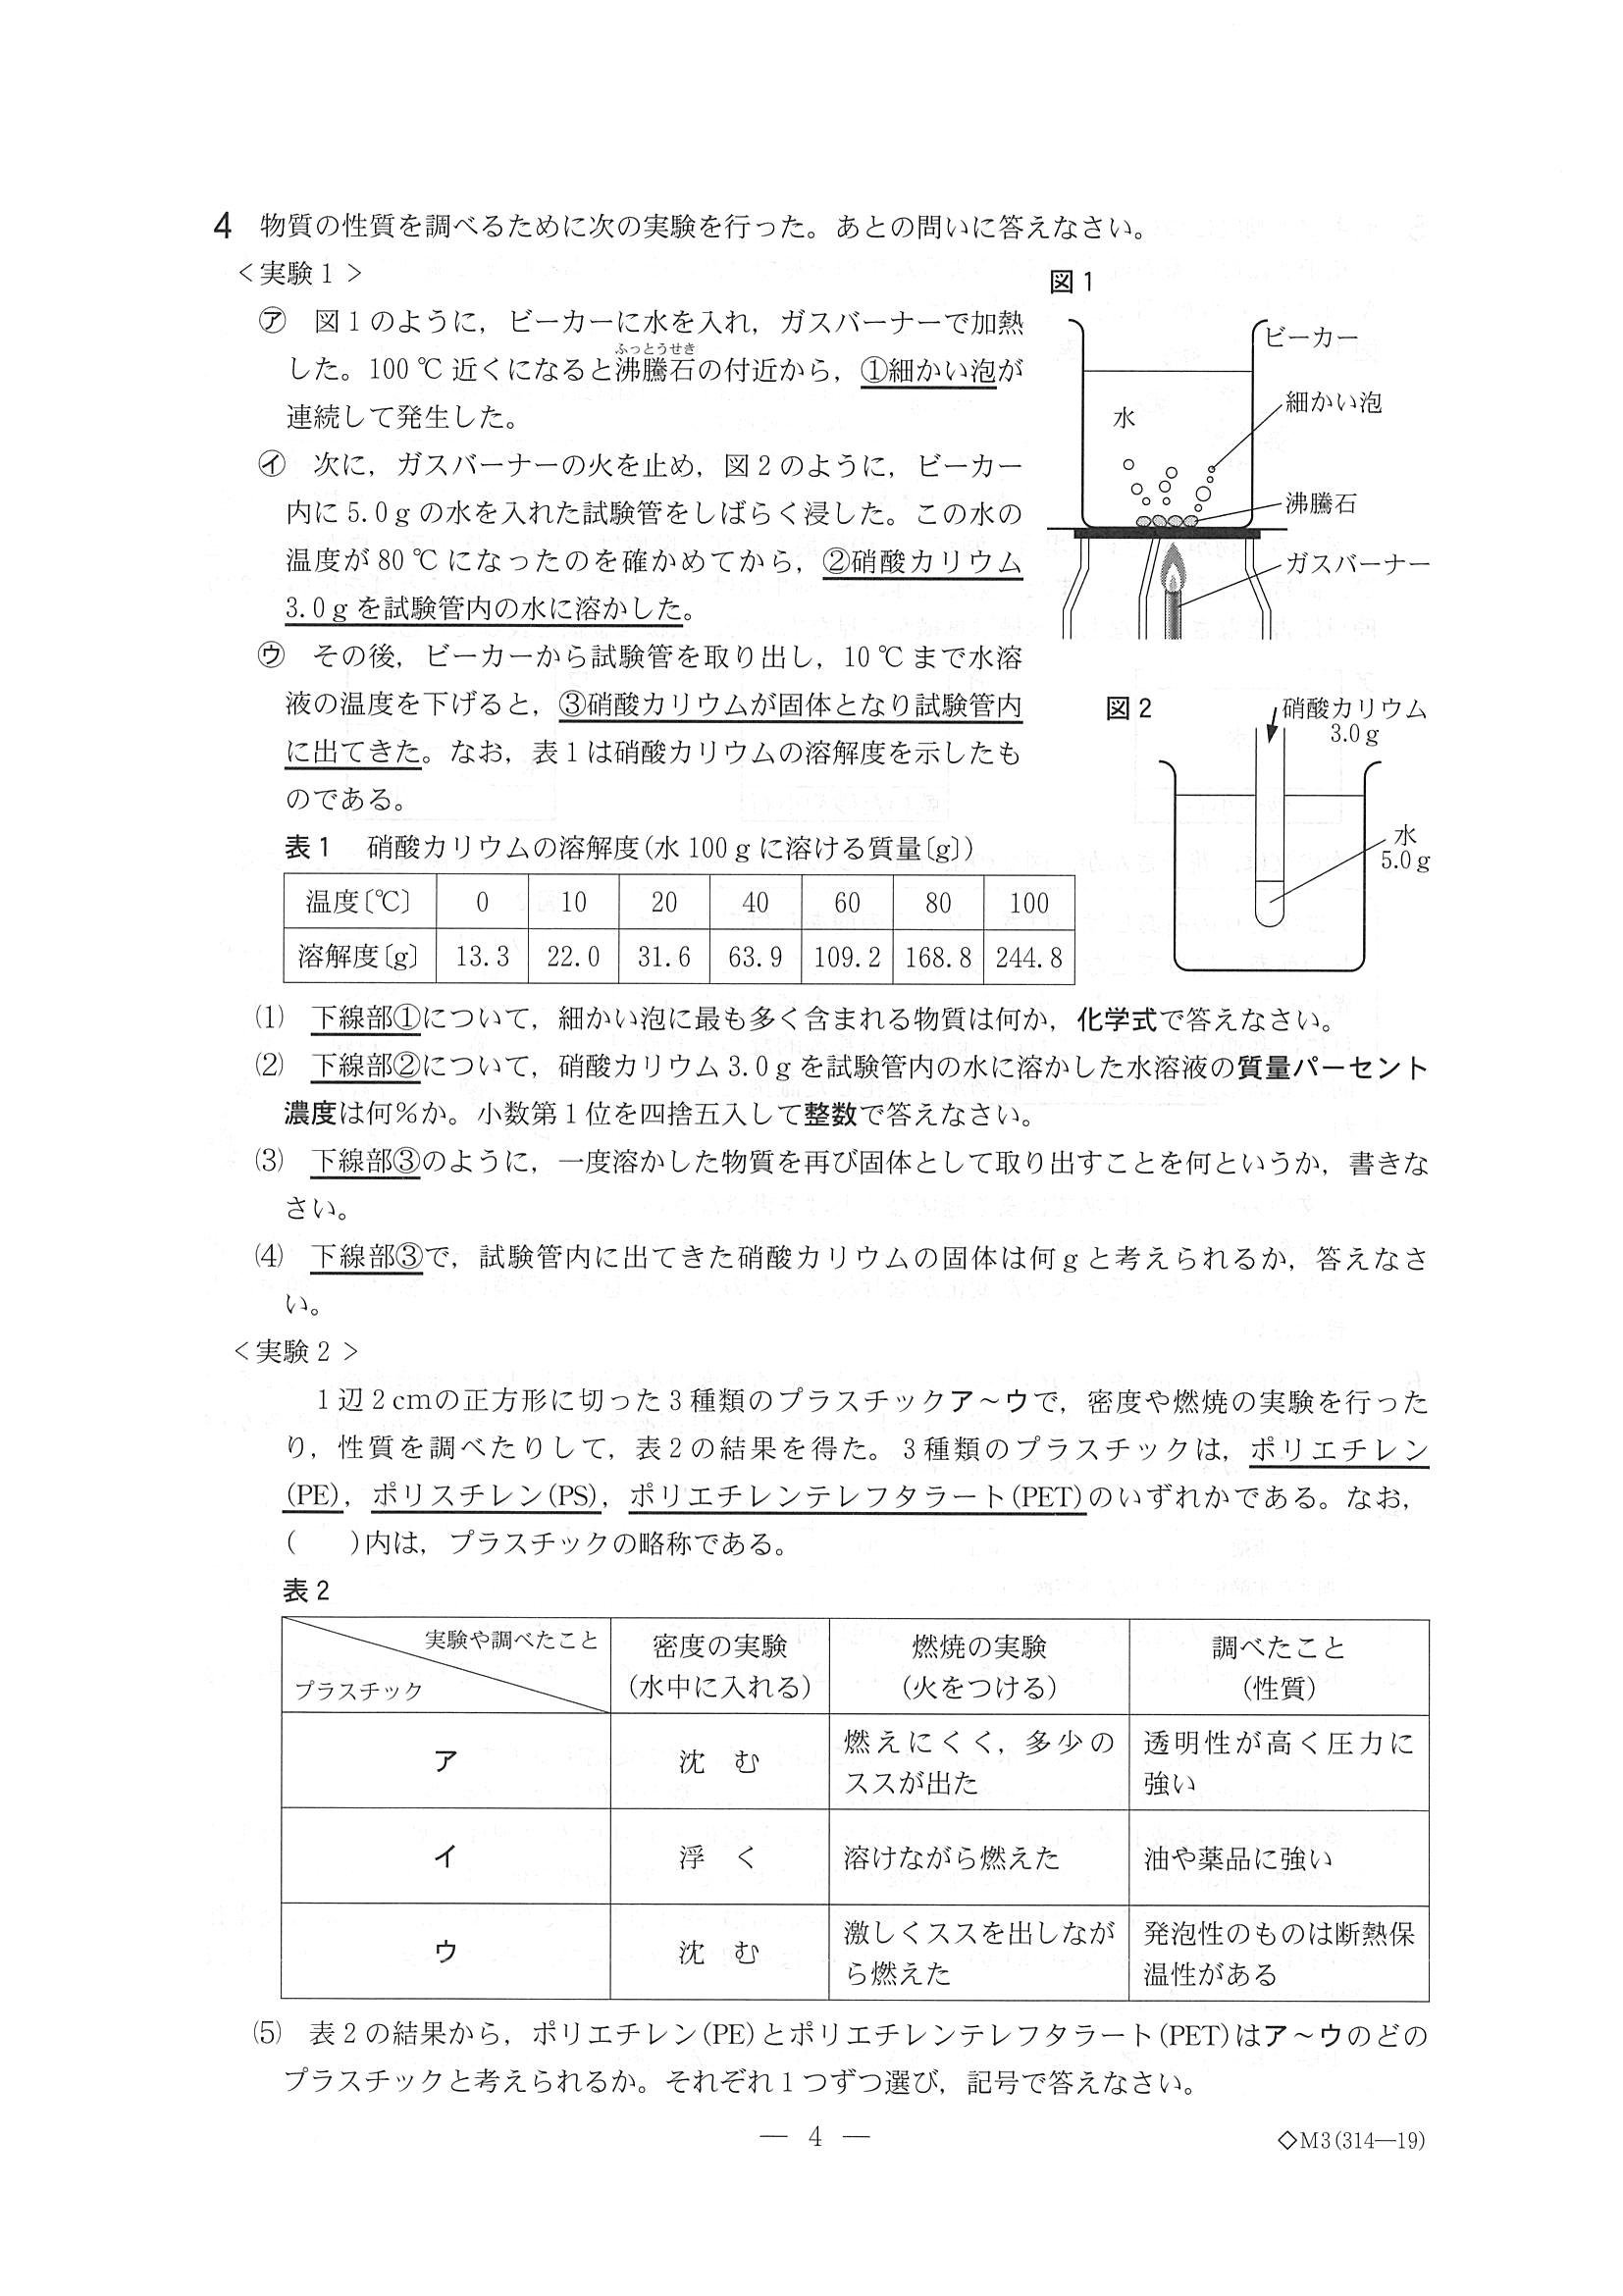 4 物質の性質を調べるために次の実験を行った。あとの問いに答えなさい。
＜実験1＞
㋐ 図1のように，ビーカーに水を入れ，ガスバーナーで加熱
した。100℃近くになると沸騰石の付近から，①細かい泡が
ふっとうせき
連続して発生した。
㋑ 次に，ガスバーナーの火を止め，図2のように，ビーカー
内に5.0gの水を入れた試験管をしばらく浸した。この水の
温度が80℃になったのを確かめてから，②硝酸カリウム
3.0gを試験管内の水に溶かした。
㋒ その後，ビーカーから試験管を取り出し，10℃まで水溶
液の温度を下げると，③硝酸カリウムが固体となり試験管内
に出てきた。なお，表1は硝酸カリウムの溶解度を示したも
のである。
図1
ビーカー
細かい泡
水
沸騰石
ガスバーナー
図2
硝酸カリウム
3.0g
水
5.0g
表1 硝酸カリウムの溶解度(水100gに溶ける質量〔g〕)
温度〔℃〕 0 10 20 40 60 80 100
溶解度〔g〕 13.3 22.0 31.6 63.9 109.2 168.8 244.8
(1) 下線部①について，細かい泡に最も多く含まれる物質は何か，化学式で答えなさい。
(2) 下線部②について，硝酸カリウム3.0gを試験管内の水に溶かした水溶液の質量パーセント
濃度は何％か。小数第1位を四捨五入して整数で答えなさい。
(3) 下線部③のように，一度溶かした物質を再び固体として取り出すことを何というか，書きな
さい。
(4) 下線部③で，試験管内に出てきた硝酸カリウムの固体は何gと考えられるか，答えなさ
い。
＜実験2＞
1辺2cmの正方形に切った3種類のプラスチックア～ウで，密度や燃焼の実験を行った
り，性質を調べたりして，表2の結果を得た。3種類のプラスチックは，ポリエチレン
(PE)，ポリスチレン(PS)，ポリエチレンテレフタラート(PET)のいずれかである。なお，
(　　)内は，プラスチックの略称である。
表2
実験や調べたこと
プラスチック
密度の実験
(水中に入れる)
燃焼の実験
(火をつける)
調べたこと
(性質)
ア
沈　む
燃えにくく，多少の
ススが出た
透明性が高く圧力に
強い
イ
浮　く
溶けながら燃えた
油や薬品に強い
ウ
沈　む
激しくススを出しなが
ら燃えた
発泡性のものは断熱保
温性がある
(5) 表2の結果から，ポリエチレン(PE)とポリエチレンテレフタラート(PET)はア～ウのどの
プラスチックと考えられるか。それぞれ1つずつ選び，記号で答えなさい。
— 4 —
◇M3(314—19)